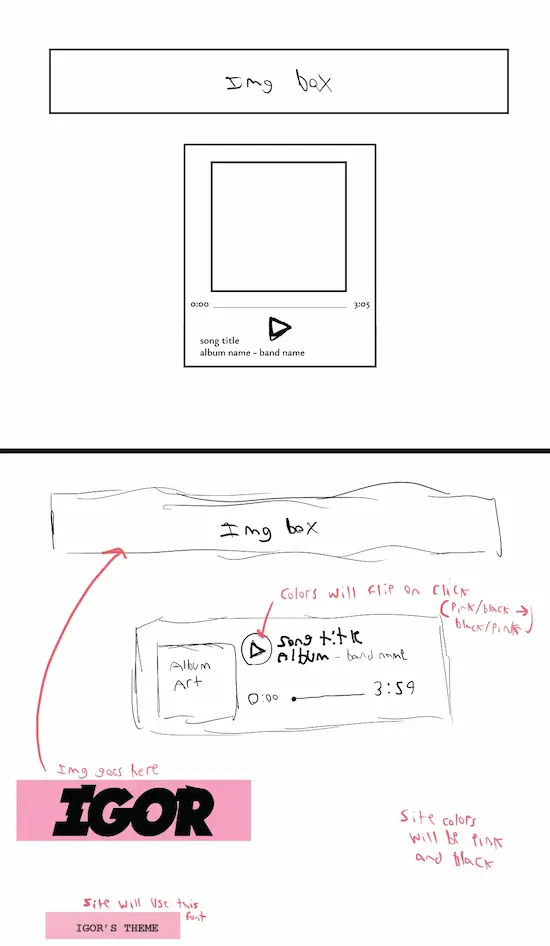 Img box
0:00
3:05
song title
album name - band name
Img box
Colors will flip on click
(pink/black →
black/pink)
song title
Album - band name
Album
Art
0:00
3:59
Img goes here
IGOR
Site colors
will be pink
and black
Site will use this
font
IGOR'S THEME